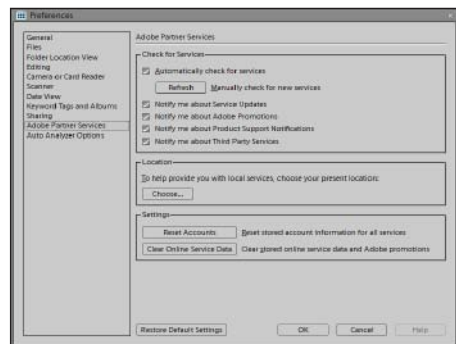 Preferences
General
Files
Folder Location View
Editing
Camera or Card Reader
Scanner
Date View
Keyword Tags and Albums
Sharing
Adobe Partner Services
Auto Analyzer Options
Adobe Partner Services
Check for Services
Automatically check for services
Refresh Manually check for new services
Notify me about Service Updates
Notify me about Adobe Promotions
Notify me about Product Support Notifications
Notify me about Third Party Services
Location
To help provide you with local services, choose your present location:
Choose...
Settings
Reset Accounts Reset stored account information for all services
Clear Online Service Data Clear stored online service data and Adobe promotions
Restore Default Settings OK Cancel Help